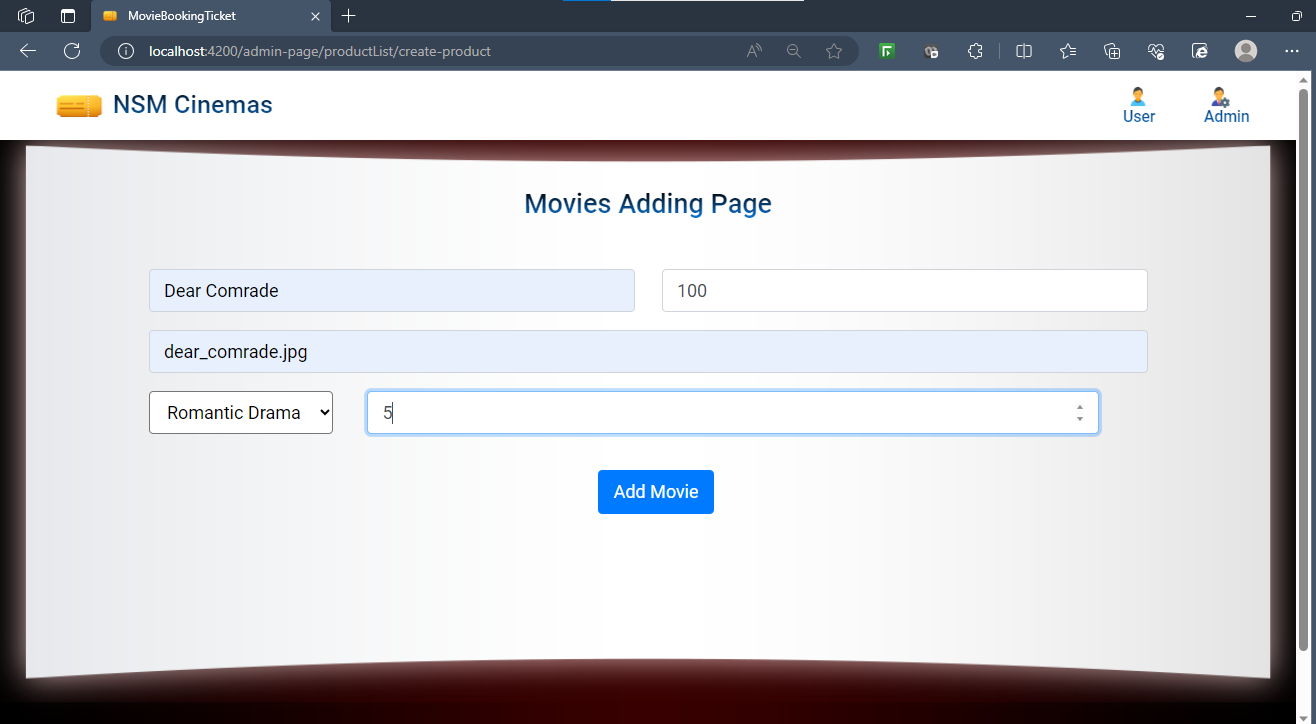 MovieBookingTicket
localhost:4200/admin-page/productList/create-product
NSM Cinemas
User
Admin
Movies Adding Page
Dear Comrade
100
dear_comrade.jpg
Romantic Drama
5
Add Movie